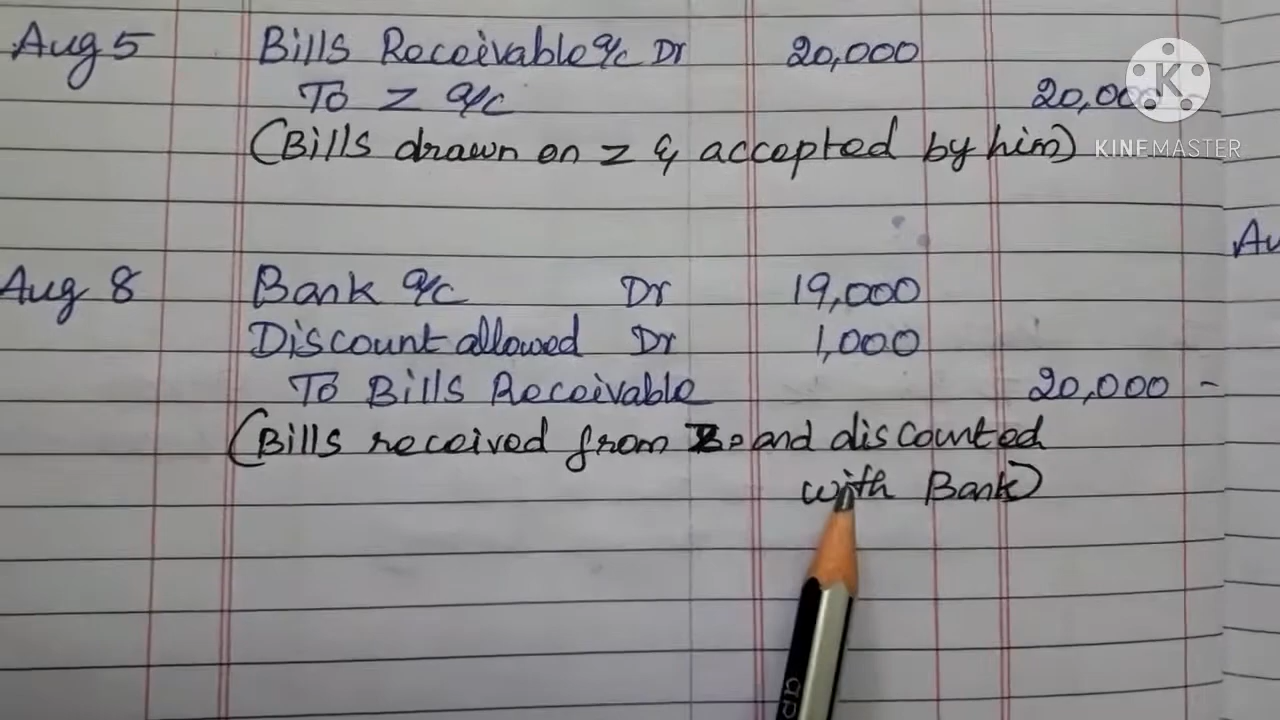 Aug 5 Bills Receivable a/c Dr 20,000
To Z a/c 20,000
(Bills drawn on Z & accepted by him)
K
KINEMASTER
Aug 8 Bank a/c Dr 19,000
Discount allowed Dr 1,000
To Bills Receivable 20,000 -
(Bills received from Z and discounted
with Bank)